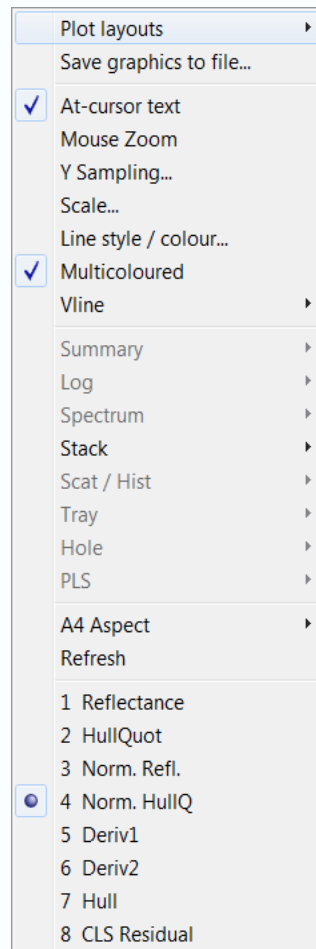 Plot layouts
Save graphics to file...
At-cursor text
Mouse Zoom
Y Sampling...
Scale...
Line style / colour...
Multicoloured
Vline
Summary
Log
Spectrum
Stack
Scat / Hist
Tray
Hole
PLS
A4 Aspect
Refresh
1 Reflectance
2 HullQuot
3 Norm. Refl.
4 Norm. HullQ
5 Deriv1
6 Deriv2
7 Hull
8 CLS Residual